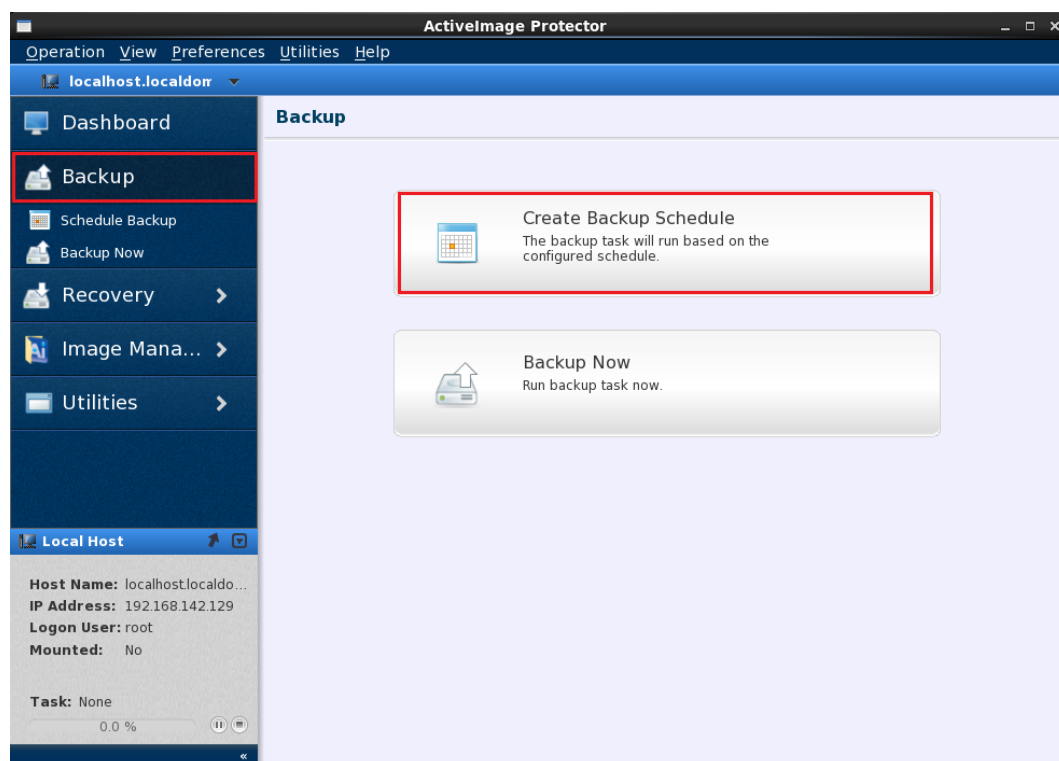 ActiveImage Protector
Operation View Preferences Utilities Help
localhost.localdom
Dashboard
Backup
Backup
Schedule Backup
Backup Now
Recovery
Image Mana...
Utilities
Create Backup Schedule
The backup task will run based on the
configured schedule.
Backup Now
Run backup task now.
Local Host
Host Name: localhost.localdo...
IP Address: 192.168.142.129
Logon User: root
Mounted: No
Task: None
0.0 %